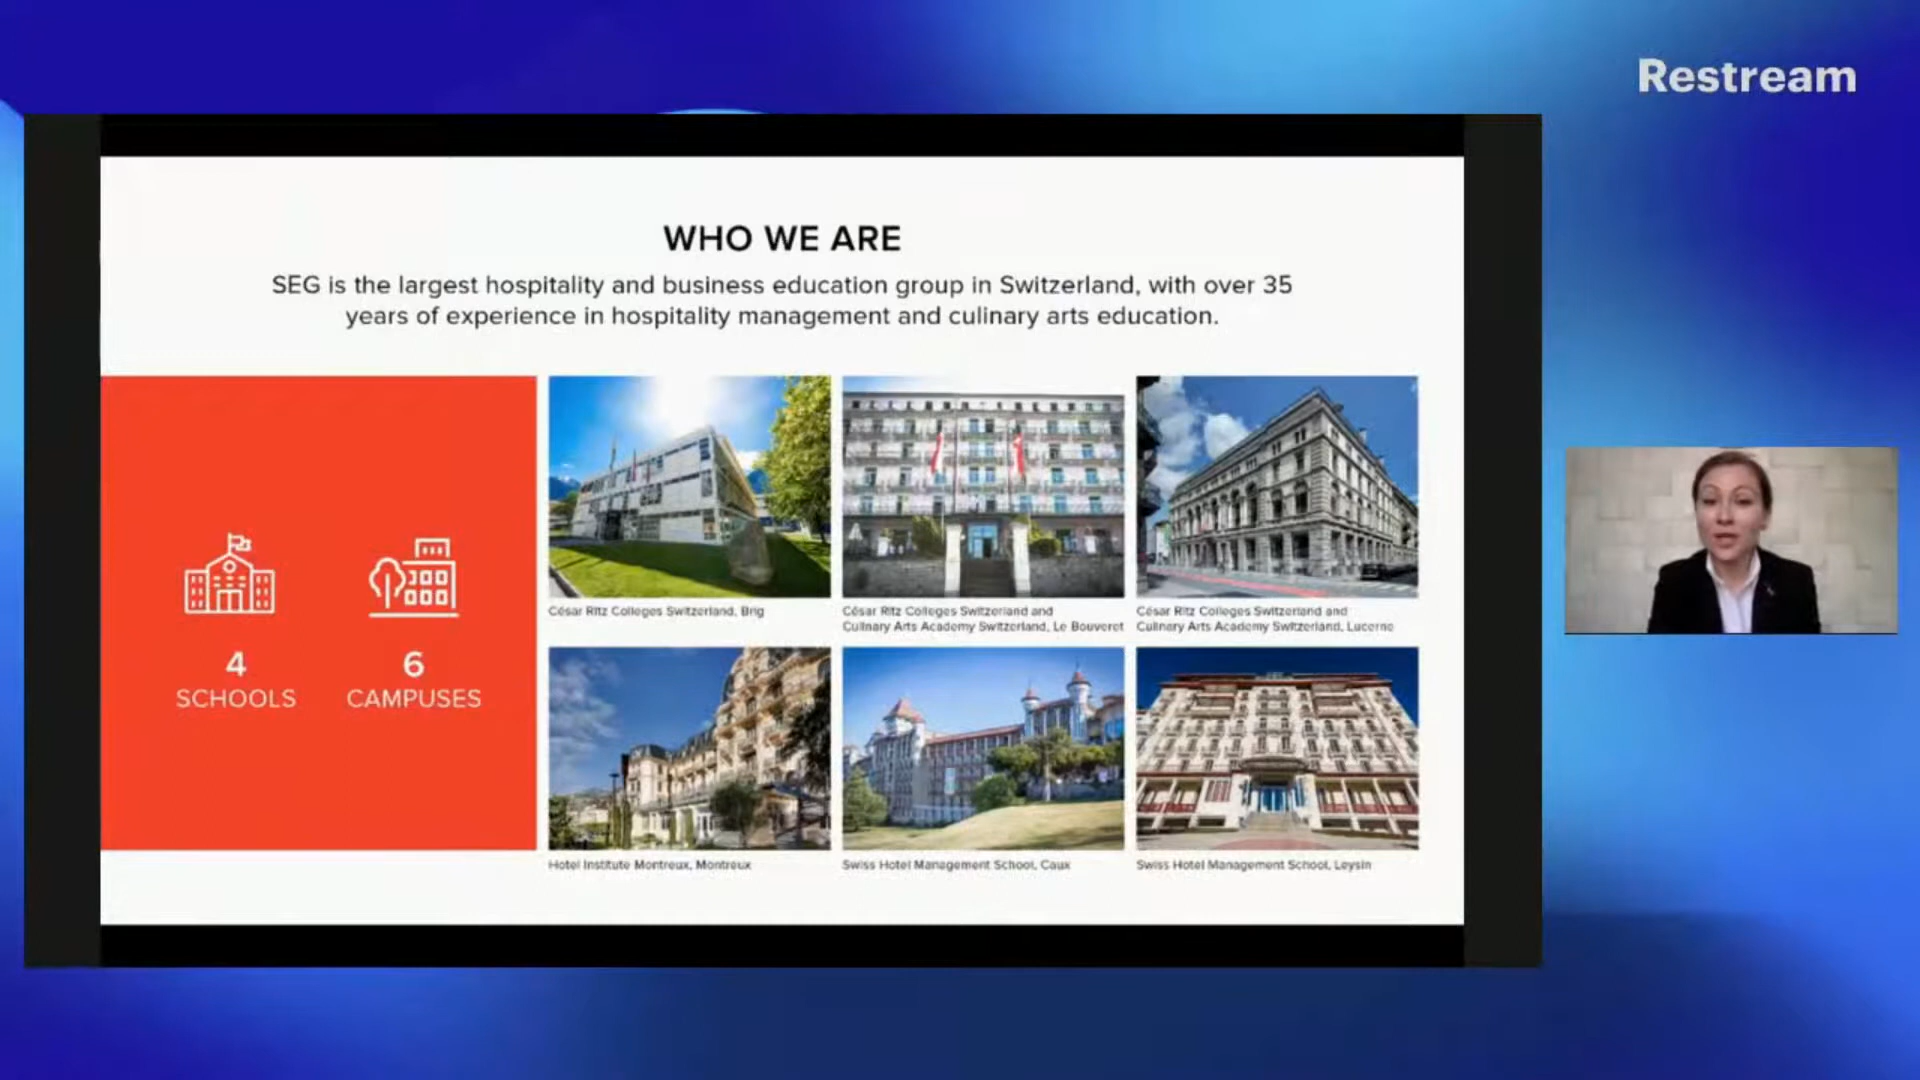 Restream
WHO WE ARE
SEG is the largest hospitality and business education group in Switzerland, with over 35
years of experience in hospitality management and culinary arts education.
4
SCHOOLS
6
CAMPUSES
César Ritz Colleges Switzerland, Brig
César Ritz Colleges Switzerland and
Culinary Arts Academy Switzerland, Le Bouveret
César Ritz Colleges Switzerland and
Culinary Arts Academy Switzerland, Lucerne
Hotel Institute Montreux, Montreux
Swiss Hotel Management School, Caux
Swiss Hotel Management School, Leysin